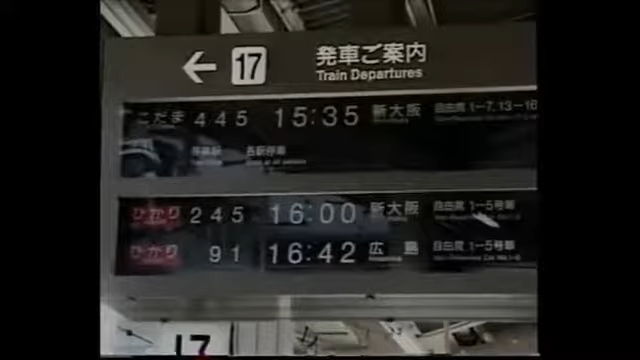 ← 17 発車ご案内
Train Departures
こだま 445 15:35 新大阪 自由席 1-7, 13-16
停車駅 各駅停車
ひかり 245 16:00 新大阪 自由席 1-5号車
ひかり 91 16:42 広島 自由席 1-5号車
17